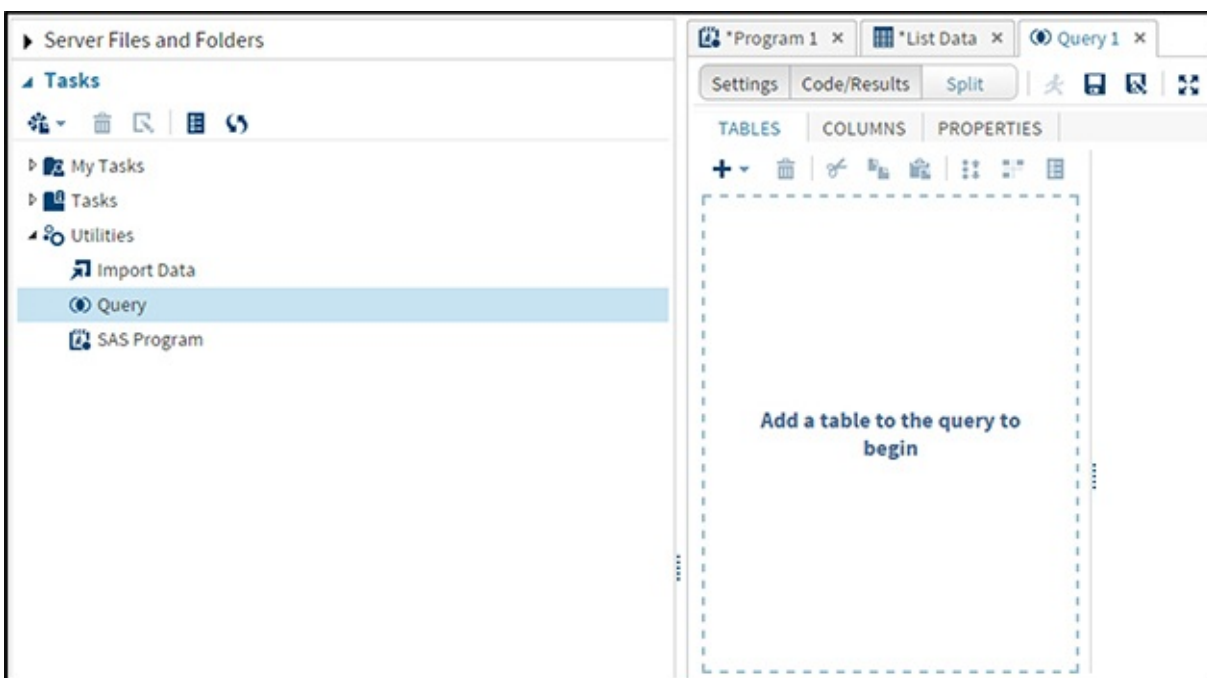 Server Files and Folders
Tasks
My Tasks
Tasks
Utilities
Import Data
Query
SAS Program
*Program 1 × *List Data × Query 1 ×
Settings Code/Results Split
TABLES COLUMNS PROPERTIES
Add a table to the query to
begin